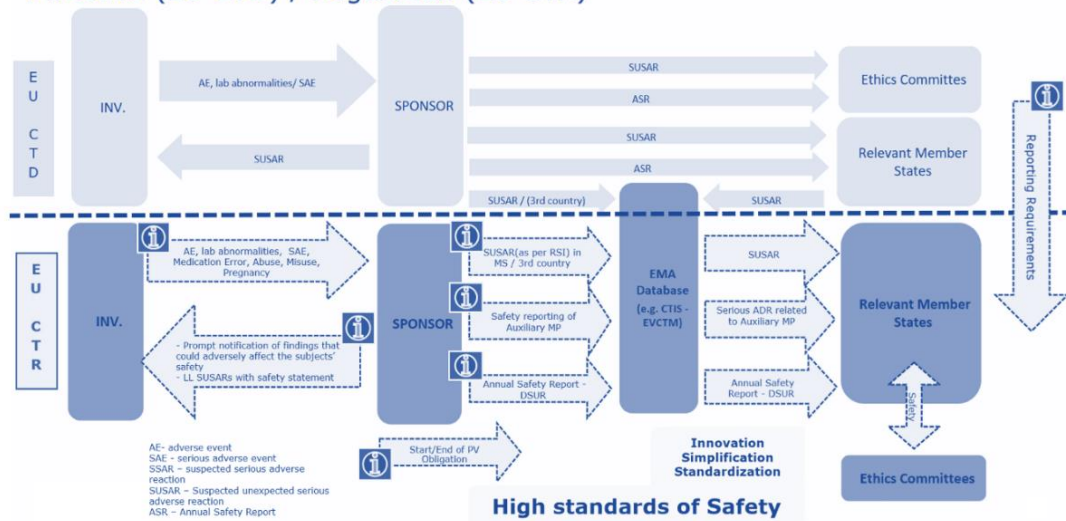 E
U
C
T
D
INV.
AE, lab abnormalities/ SAE
SUSAR
SPONSOR
SUSAR
ASR
SUSAR
ASR
SUSAR / (3rd country)
SUSAR
Ethics Committes
Relevant Member
States
Reporting Requirements
E
U
C
T
R
INV.
AE, lab abnormalities, SAE,
Medication Error, Abuse, Misuse,
Pregnancy
- Prompt notification of findings that
could adversely affect the subjects'
safety
- LL SUSARs with safety statement
SPONSOR
SUSAR(as per RSI) in
MS / 3rd country
Safety reporting of
Auxiliary MP
Annual Safety Report -
DSUR
EMA
Database
(e.g. CTIS -
EVCTM)
SUSAR
Serious ADR related
to Auxiliary MP
Annual Safety
Report - DSUR
Relevant Member
States
Safety
Ethics Committees
Start/End of PV
Obligation
AE- adverse event
SAE - serious adverse event
SSAR – suspected serious adverse
reaction
SUSAR – Suspected unexpected serious
adverse reaction
ASR – Annual Safety Report
Innovation
Simplification
Standardization
High standards of Safety